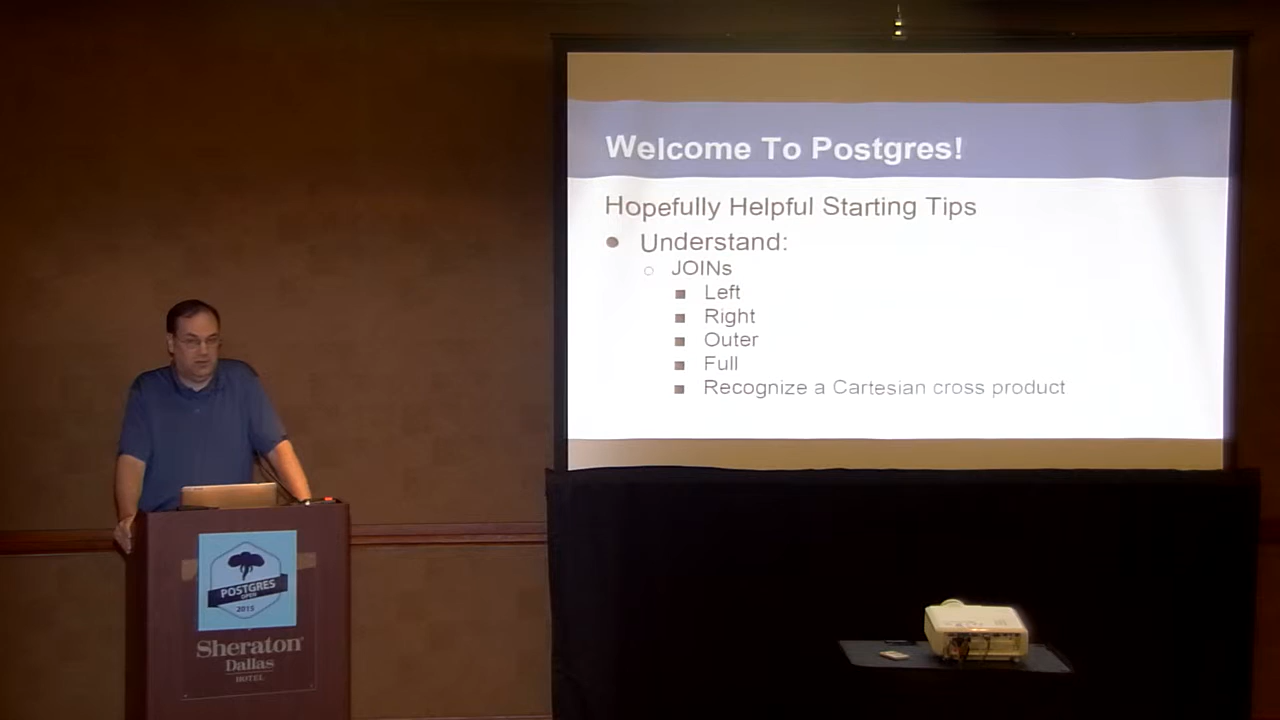 Welcome To Postgres!
Hopefully Helpful Starting Tips
Understand:
JOINs
Left
Right
Outer
Full
Recognize a Cartesian cross product
POSTGRES
OPEN
2015
Sheraton
Dallas
HOTEL